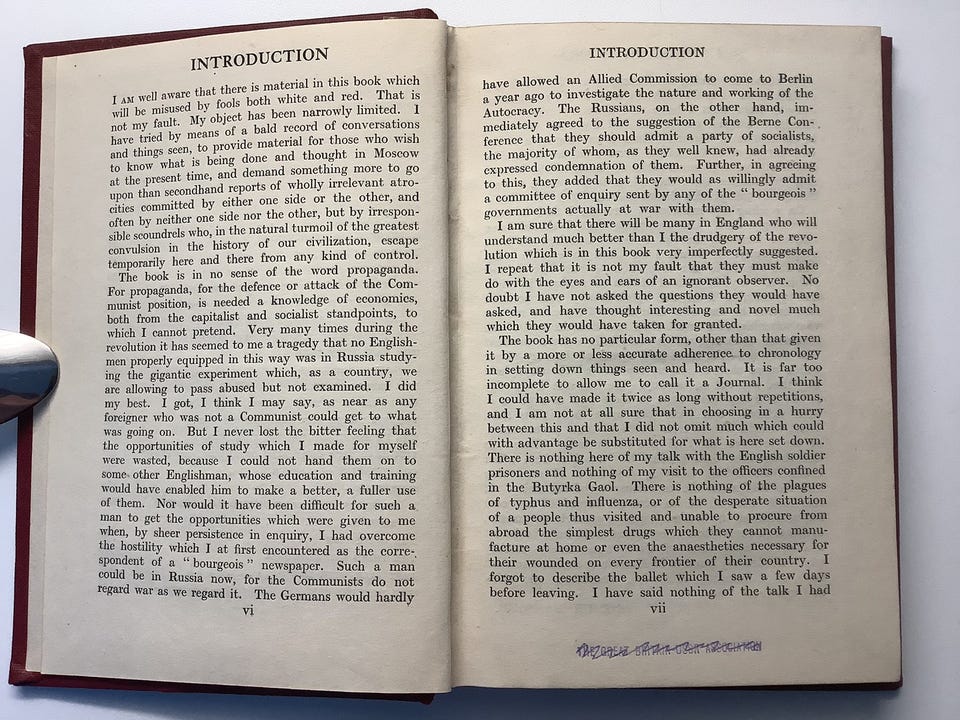 INTRODUCTION
I AM well aware that there is material in this book which
will be misused by fools both white and red. That is
not my fault. My object has been narrowly limited. I
have tried by means of a bald record of conversations
and things seen, to provide material for those who wish
to know what is being done and thought in Moscow
at the present time, and demand something more to go
upon than secondhand reports of wholly irrelevant atro-
cities committed by either one side or the other, and
often by neither one side nor the other, but by irrespon-
sible scoundrels who, in the natural turmoil of the greatest
convulsion in the history of our civilization, escape
temporarily here and there from any kind of control.
The book is in no sense of the word propaganda.
For propaganda, for the defence or attack of the Com-
munist position, is needed a knowledge of economics,
both from the capitalist and socialist standpoints, to
which I cannot pretend. Very many times during the
revolution it has seemed to me a tragedy that no English-
men properly equipped in this way was in Russia study-
ing the gigantic experiment which, as a country, we
are allowing to pass abused but not examined. I did
my best. I got, I think I may say, as near as any
foreigner who was not a Communist could get to what
was going on. But I never lost the bitter feeling that
the opportunities of study which I made for myself
were wasted, because I could not hand them on to
some other Englishman, whose education and training
would have enabled him to make a better, a fuller use
of them. Nor would it have been difficult for such a
man to get the opportunities which were given to me
when, by sheer persistence in enquiry, I had overcome
the hostility which I at first encountered as the corre-
spondent of a "bourgeois" newspaper. Such a man
could be in Russia now, for the Communists do not
regard war as we regard it. The Germans would hardly
vi
INTRODUCTION
have allowed an Allied Commission to come to Berlin
a year ago to investigate the nature and working of the
Autocracy. The Russians, on the other hand, im-
mediately agreed to the suggestion of the Berne Con-
ference that they should admit a party of socialists,
the majority of whom, as they well knew, had already
expressed condemnation of them. Further, in agreeing
to this, they added that they would as willingly admit
a committee of enquiry sent by any of the "bourgeois"
governments actually at war with them.
I am sure that there will be many in England who will
understand much better than I the drudgery of the revo-
lution which is in this book very imperfectly suggested.
I repeat that it is not my fault that they must make
do with the eyes and ears of an ignorant observer. No
doubt I have not asked the questions they would have
asked, and have thought interesting and novel much
which they would have taken for granted.
The book has no particular form, other than that given
it by a more or less accurate adherence to chronology
in setting down things seen and heard. It is far too
incomplete to allow me to call it a Journal. I think
I could have made it twice as long without repetitions,
and I am not at all sure that in choosing in a hurry
between this and that I did not omit much which could
with advantage be substituted for what is here set down.
There is nothing here of my talk with the English soldier
prisoners and nothing of my visit to the officers confined
in the Butyrka Gaol. There is nothing of the plagues
of typhus and influenza, or of the desperate situation
of a people thus visited and unable to procure from
abroad the simplest drugs which they cannot manu-
facture at home or even the anaesthetics necessary for
their wounded on every frontier of their country. I
forgot to describe the ballet which I saw a few days
before leaving. I have said nothing of the talk I had
vii